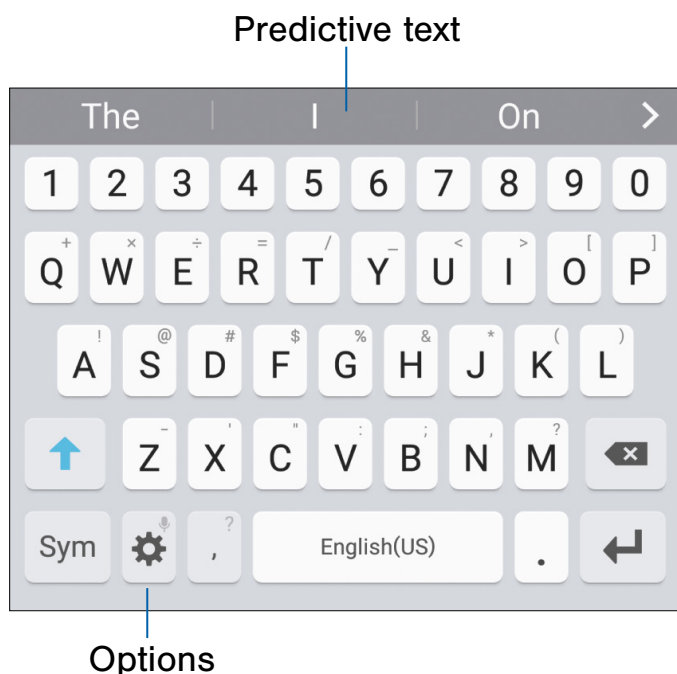 Predictive text
The I On >
1 2 3 4 5 6 7 8 9 0
+ × ÷ = / _ < > [ ]
Q W E R T Y U I O P
! @ # $ % & * ( )
A S D F G H J K L
- ' " : ; , ?
Z X C V B N M
?
Sym , English(US) .
Options